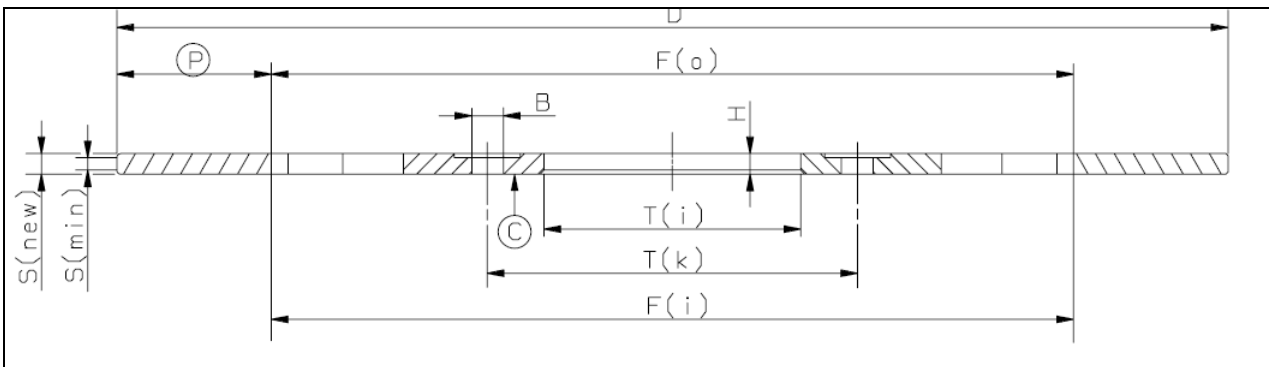 D
P
F(o)
B
H
S(new)
S(min)
C
T(i)
T(k)
F(i)